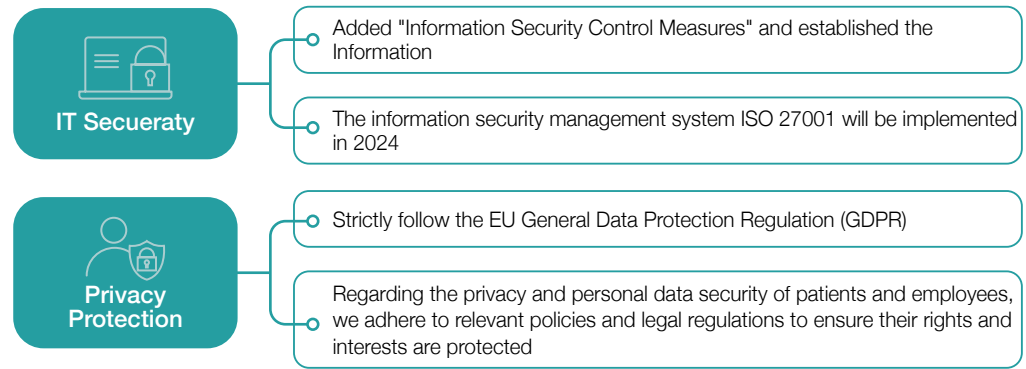 IT Secueraty
Added "Information Security Control Measures" and established the
Information
The information security management system ISO 27001 will be implemented
in 2024
Privacy
Protection
Strictly follow the EU General Data Protection Regulation (GDPR)
Regarding the privacy and personal data security of patients and employees,
we adhere to relevant policies and legal regulations to ensure their rights and
interests are protected